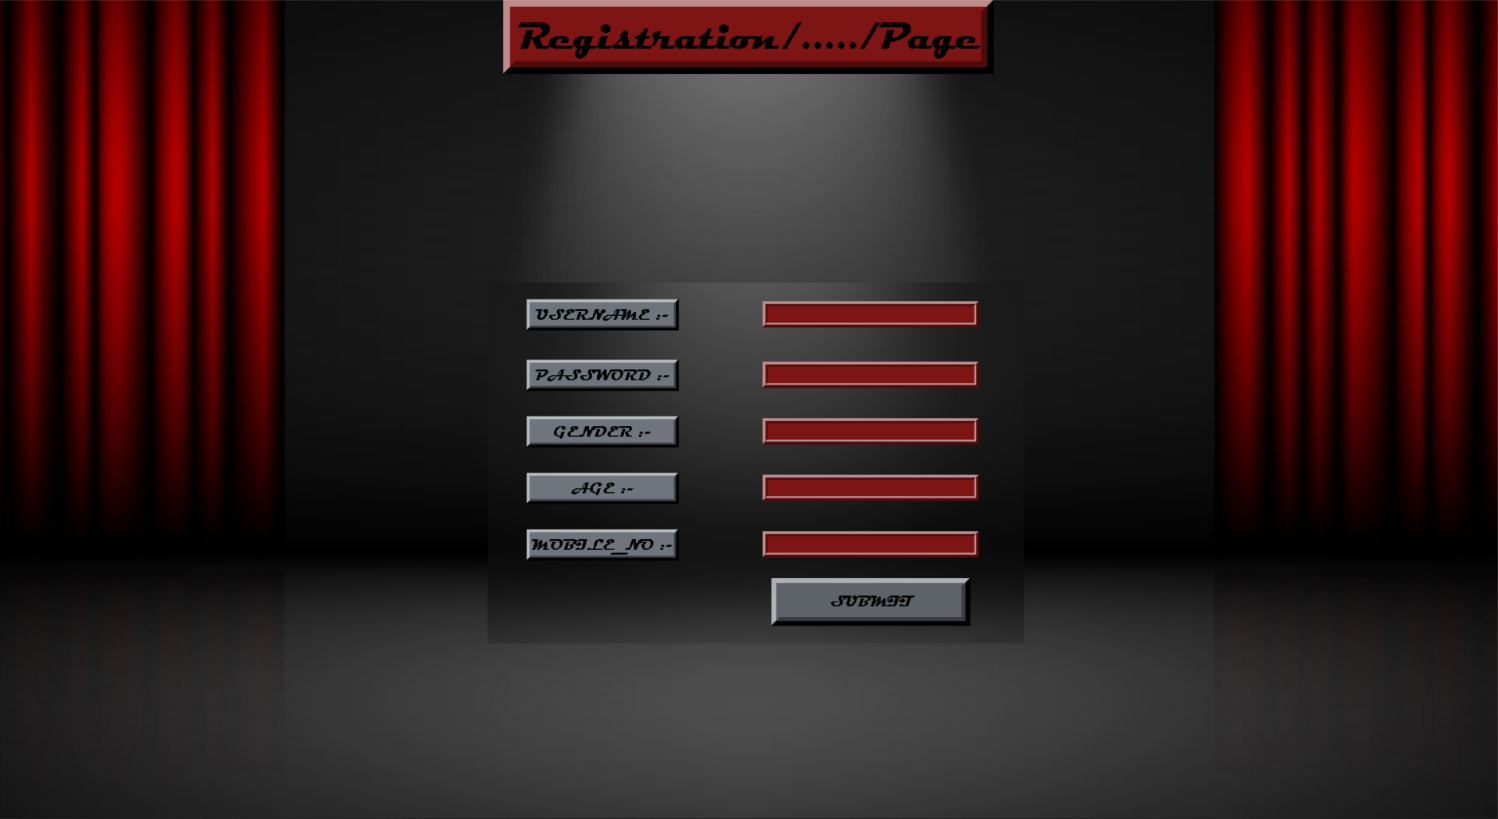 Registration/...../Page
USERNAME :-
PASSWORD :-
GENDER :-
AGE :-
MOBILE_NO :-
SUBMIT